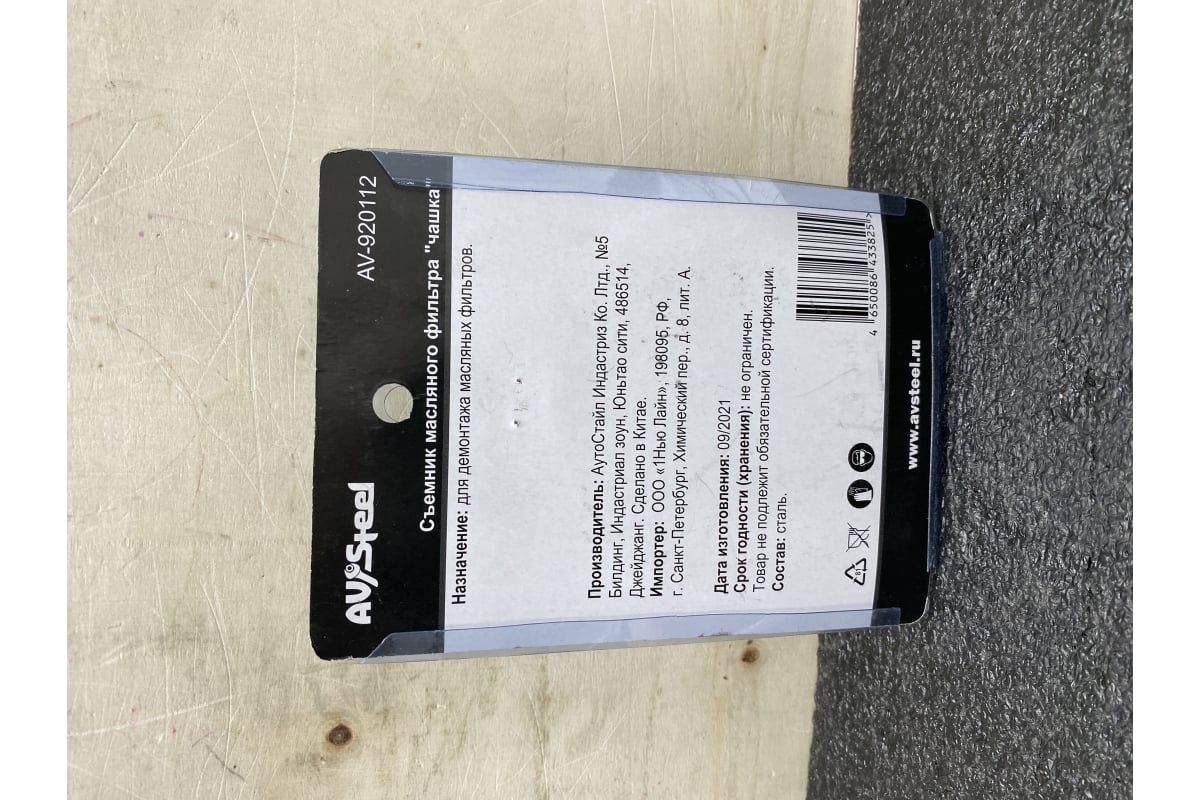 AV Steel
AV-920112
Съемник масляного фильтра "чашка"
Назначение: для демонтажа масляных фильтров.
Производитель: АутоСтайл Индастриз Ко. Лтд., №5
Билдинг, Индастриал зоун, Юньтао сити, 486514,
Джейджанг. Сделано в Китае.
Импортер: ООО «1Нью Лайн», 198095, РФ,
г. Санкт-Петербург, Химический пер., д. 8, лит. А.
Дата изготовления: 09/2021
Срок годности (хранения): не ограничен.
Товар не подлежит обязательной сертификации.
Состав: сталь.
81
4 650086 433825 >
www.avsteel.ru